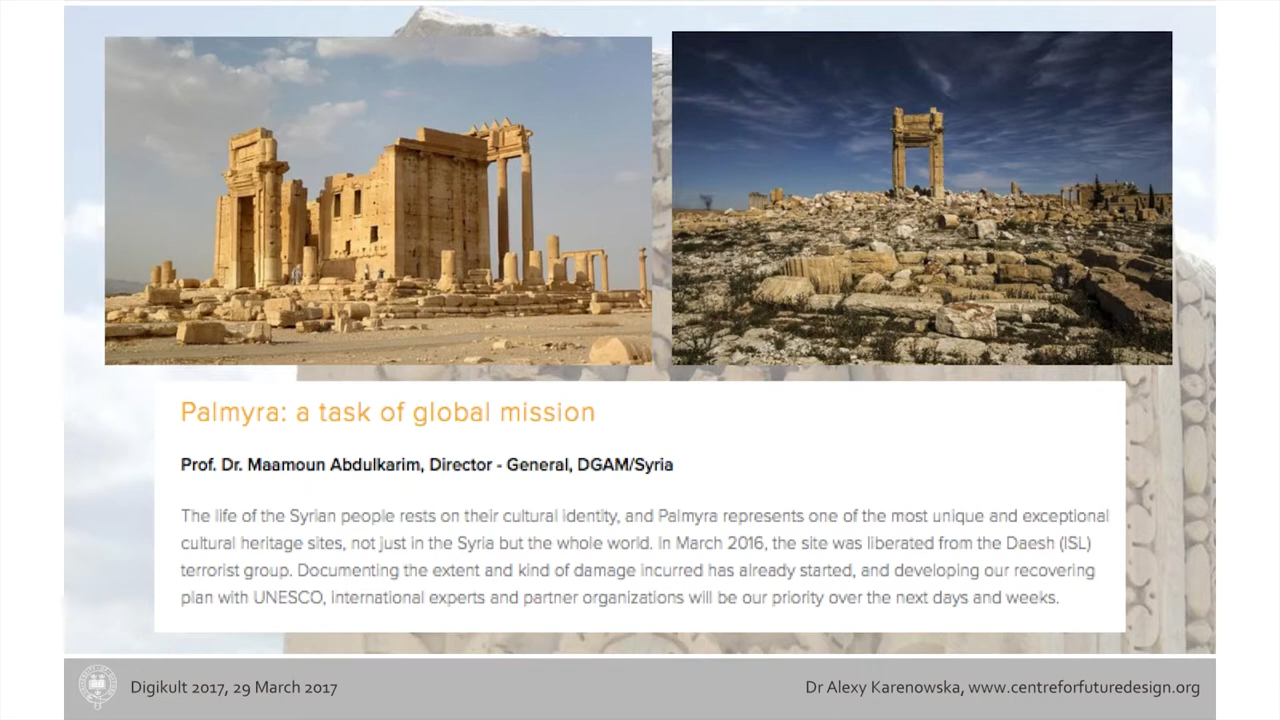 Palmyra: a task of global mission
Prof. Dr. Maamoun Abdulkarim, Director - General, DGAM/Syria
The life of the Syrian people rests on their cultural identity, and Palmyra represents one of the most unique and exceptional
cultural heritage sites, not just in the Syria but the whole world. In March 2016, the site was liberated from the Daesh (ISL)
terrorist group. Documenting the extent and kind of damage incurred has already started, and developing our recovering
plan with UNESCO, international experts and partner organizations will be our priority over the next days and weeks.
Digikult 2017, 29 March 2017
Dr Alexy Karenowska, www.centreforfuturedesign.org